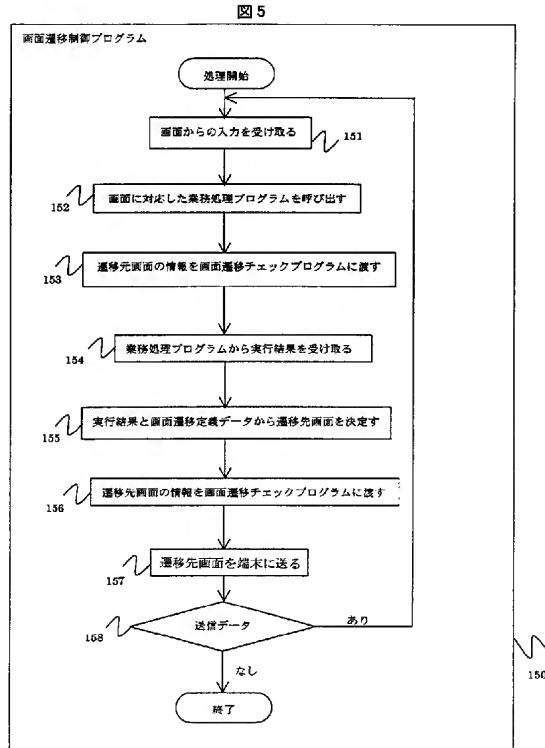 図5
画面遷移制御プログラム
処理開始
画面からの入力を受け取る
151
画面に対応した業務処理プログラムを呼び出す
152
遷移元画面の情報を画面遷移チェックプログラムに渡す
153
業務処理プログラムから実行結果を受け取る
154
実行結果と画面遷移定義データから遷移先画面を決定す
155
遷移先画面の情報を画面遷移チェックプログラムに渡す
156
遷移先画面を端末に送る
157
送信データ
あり
158
なし
150
終了